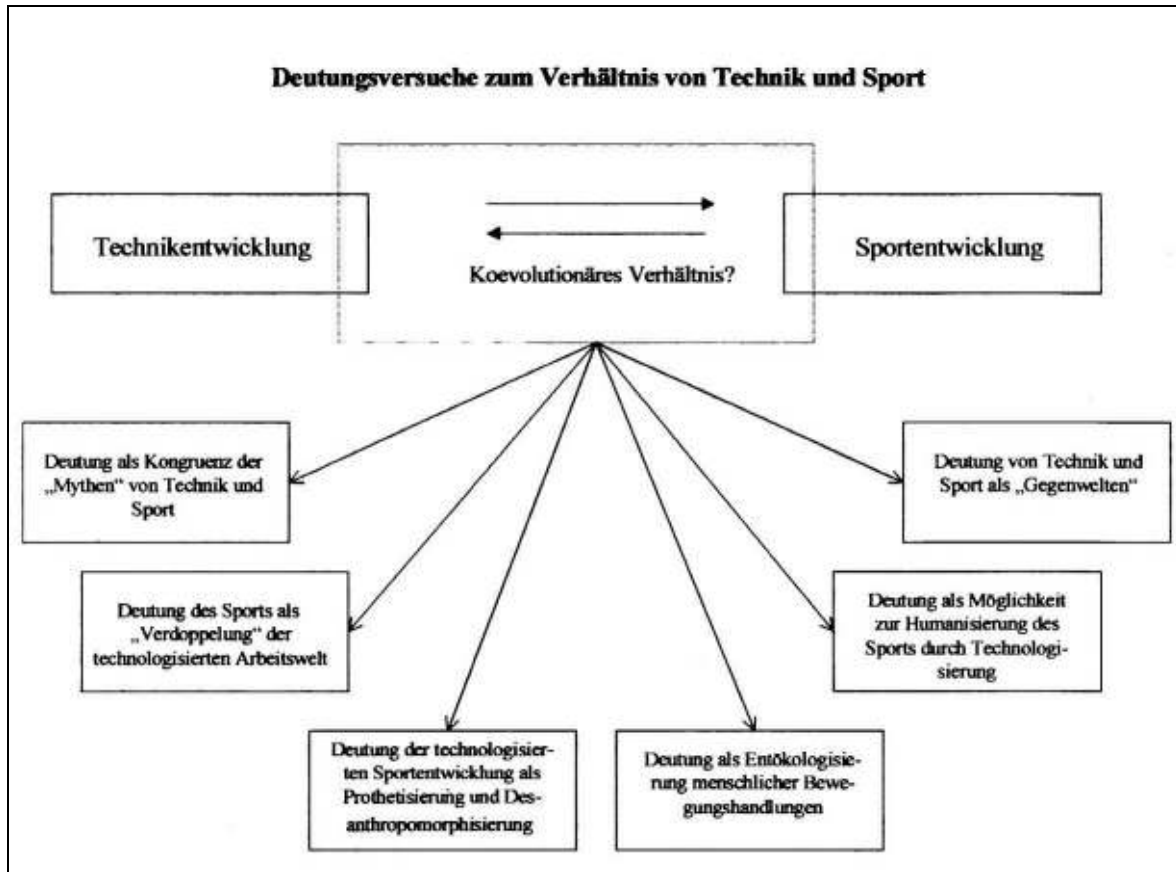 Deutungsversuche zum Verhältnis von Technik und Sport
Technikentwicklung
Koevolutionäres Verhältnis?
Sportentwicklung
Deutung als Kongruenz der
„Mythen“ von Technik und
Sport
Deutung von Technik und
Sport als „Gegenwelten“
Deutung des Sports als
„Verdoppelung“ der
technologisierten Arbeitswelt
Deutung als Möglichkeit
zur Humanisierung des
Sports durch Technologi-
sierung
Deutung der technologisier-
ten Sportentwicklung als
Prothetisierung und Des-
anthropomorphisierung
Deutung als Entökologisie-
rung menschlicher Bewe-
gungshandlungen